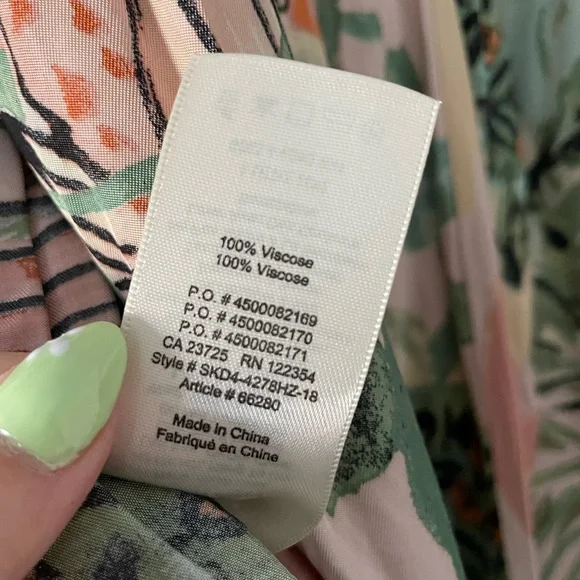 100% Viscose
100% Viscose
P.O. # 4500082169
P.O. # 4500082170
P.O. # 4500082171
CA 23725 RN 122354
Style # SKD4-4278HZ-18
Article # 66280
Made in China
Fabriqué en Chine